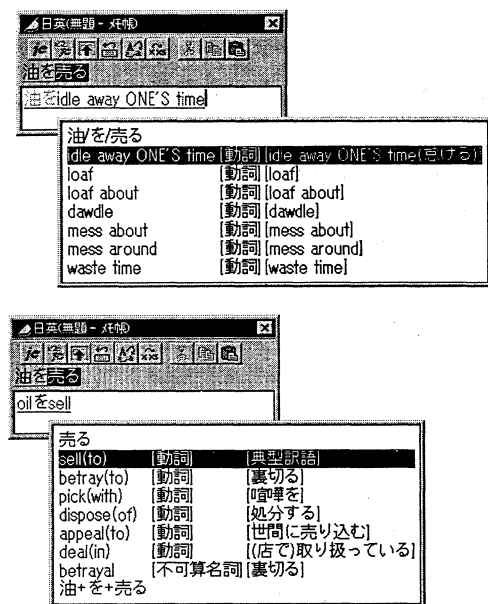 日英(無題 - メモ帳)
油を売る
油をidle away ONE'S time
油/を/売る
idle away ONE'S time [動詞] [idle away ONE'S time(怠ける)]
loaf [動詞] [loaf]
loaf about [動詞] [loaf about]
dawdle [動詞] [dawdle]
mess about [動詞] [mess about]
mess around [動詞] [mess around]
waste time [動詞] [waste time]
日英(無題 - メモ帳)
油を売る
oilをsell
売る
sell(to) [動詞] [典型訳語]
betray(to) [動詞] [裏切る]
pick(with) [動詞] [喧嘩を]
dispose(of) [動詞] [処分する]
appeal(to) [動詞] [世間に売り込む]
deal(in) [動詞] [(店で)取り扱っている]
betrayal [不可算名詞] [裏切る]
油+を+売る